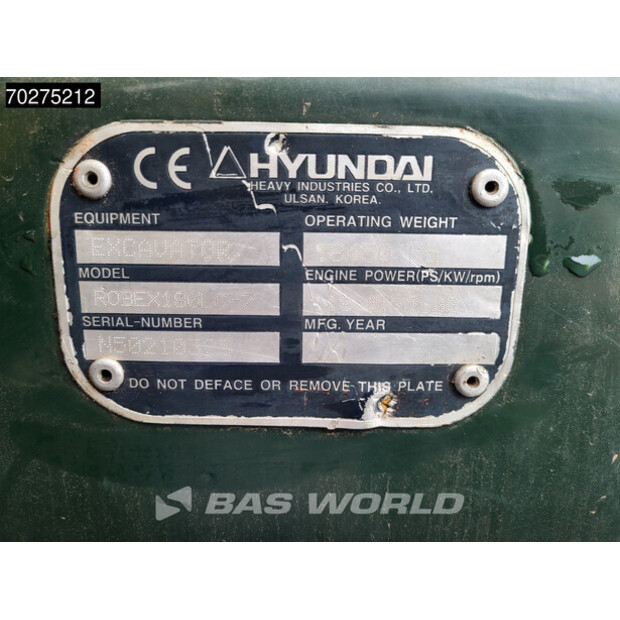 70275212
CE HYUNDAI
HEAVY INDUSTRIES CO., LTD.
ULSAN. KOREA.
EQUIPMENT OPERATING WEIGHT
EXCAVATOR
MODEL ENGINE POWER(PS/KW/rpm)
SERIAL-NUMBER MFG. YEAR
DO NOT DEFACE OR REMOVE THIS PLATE
BAS WORLD